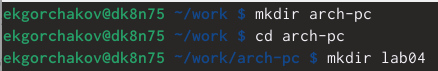 ekgorchakov@dk8n75 ~/work $ mkdir arch-pc
ekgorchakov@dk8n75 ~/work $ cd arch-pc
ekgorchakov@dk8n75 ~/work/arch-pc $ mkdir lab04